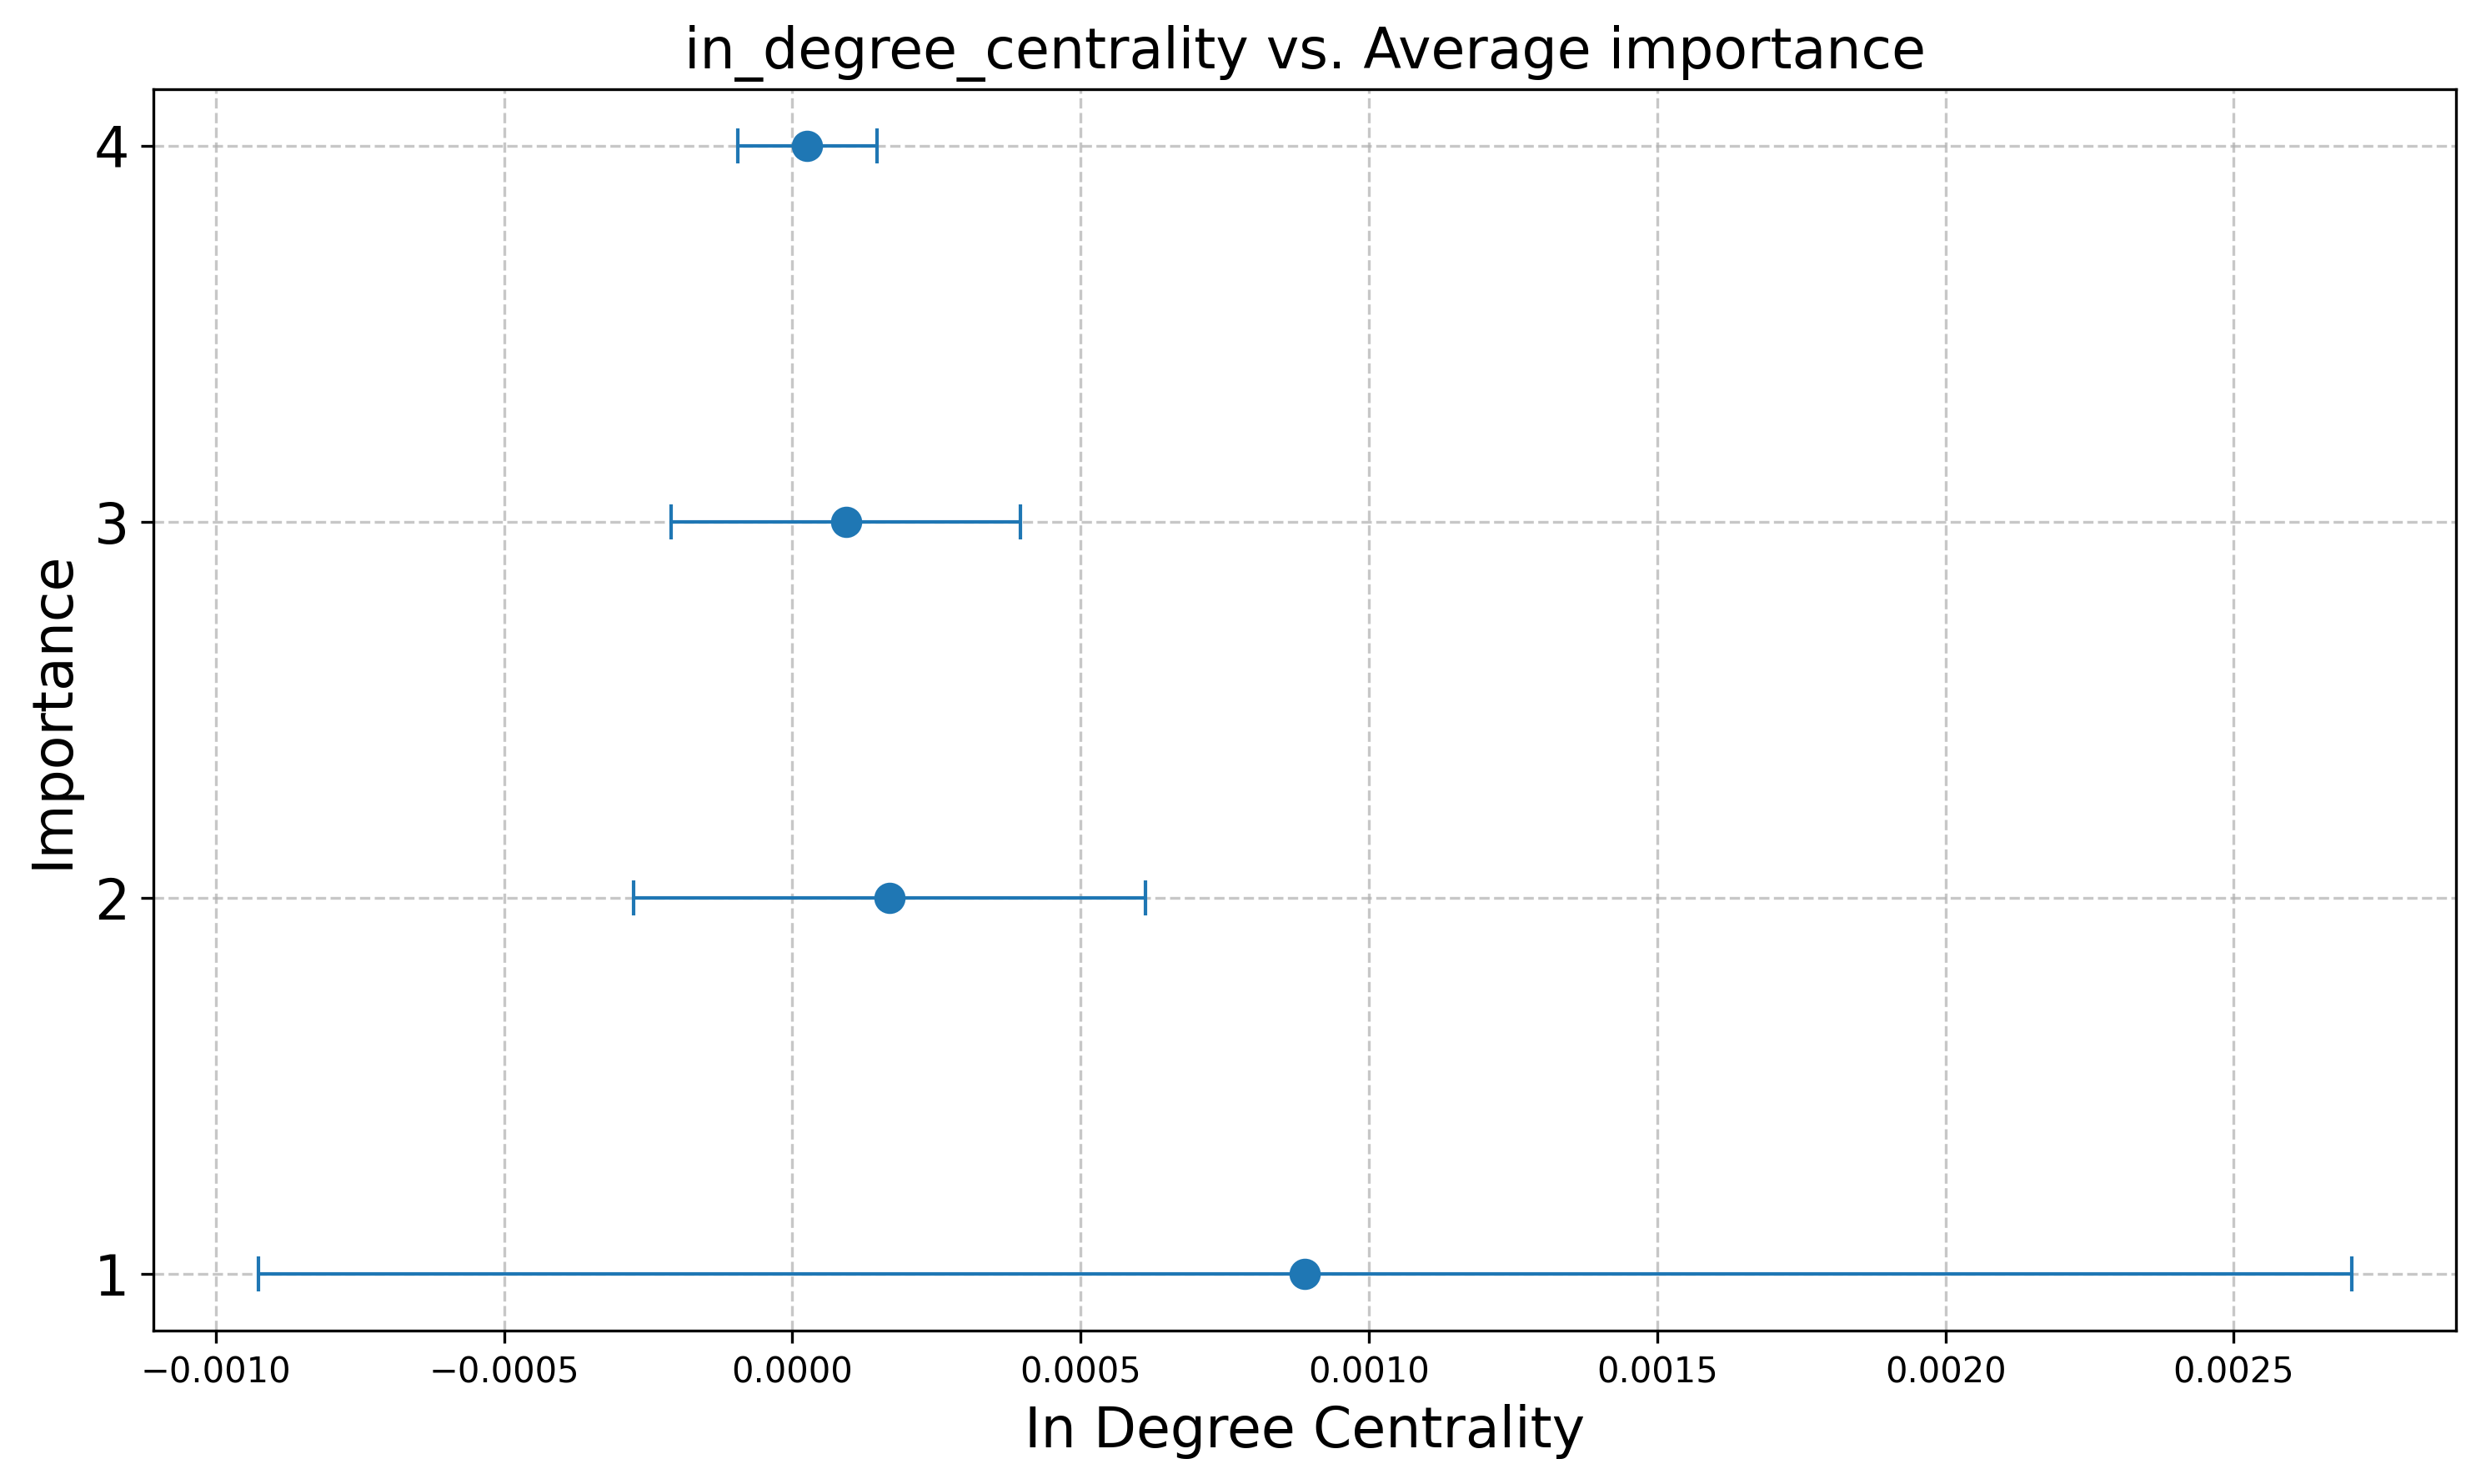 in_degree_centrality vs. Average importance
4
3
2
1
Importance
−0.0010 −0.0005 0.0000 0.0005 0.0010 0.0015 0.0020 0.0025
In Degree Centrality